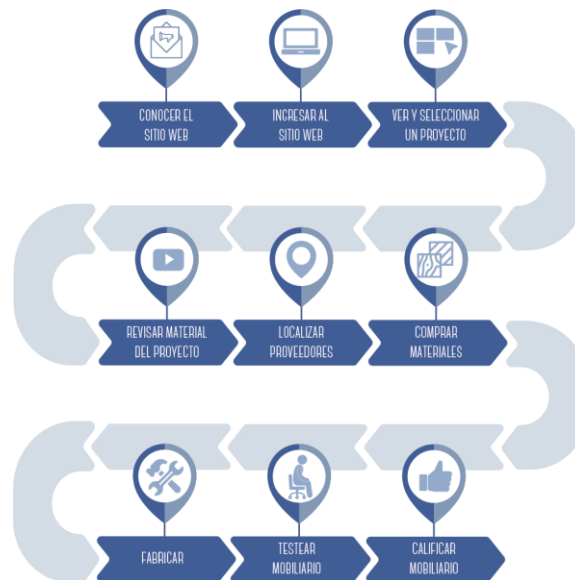 CONOCER EL
SITIO WEB
INGRESAR AL
SITIO WEB
VER Y SELECCIONAR
UN PROYECTO
REVISAR MATERIAL
DEL PROYECTO
LOCALIZAR
PROVEEDORES
COMPRAR
MATERIALES
FABRICAR
TESTEAR
MOBILIARIO
CALIFICAR
MOBILIARIO